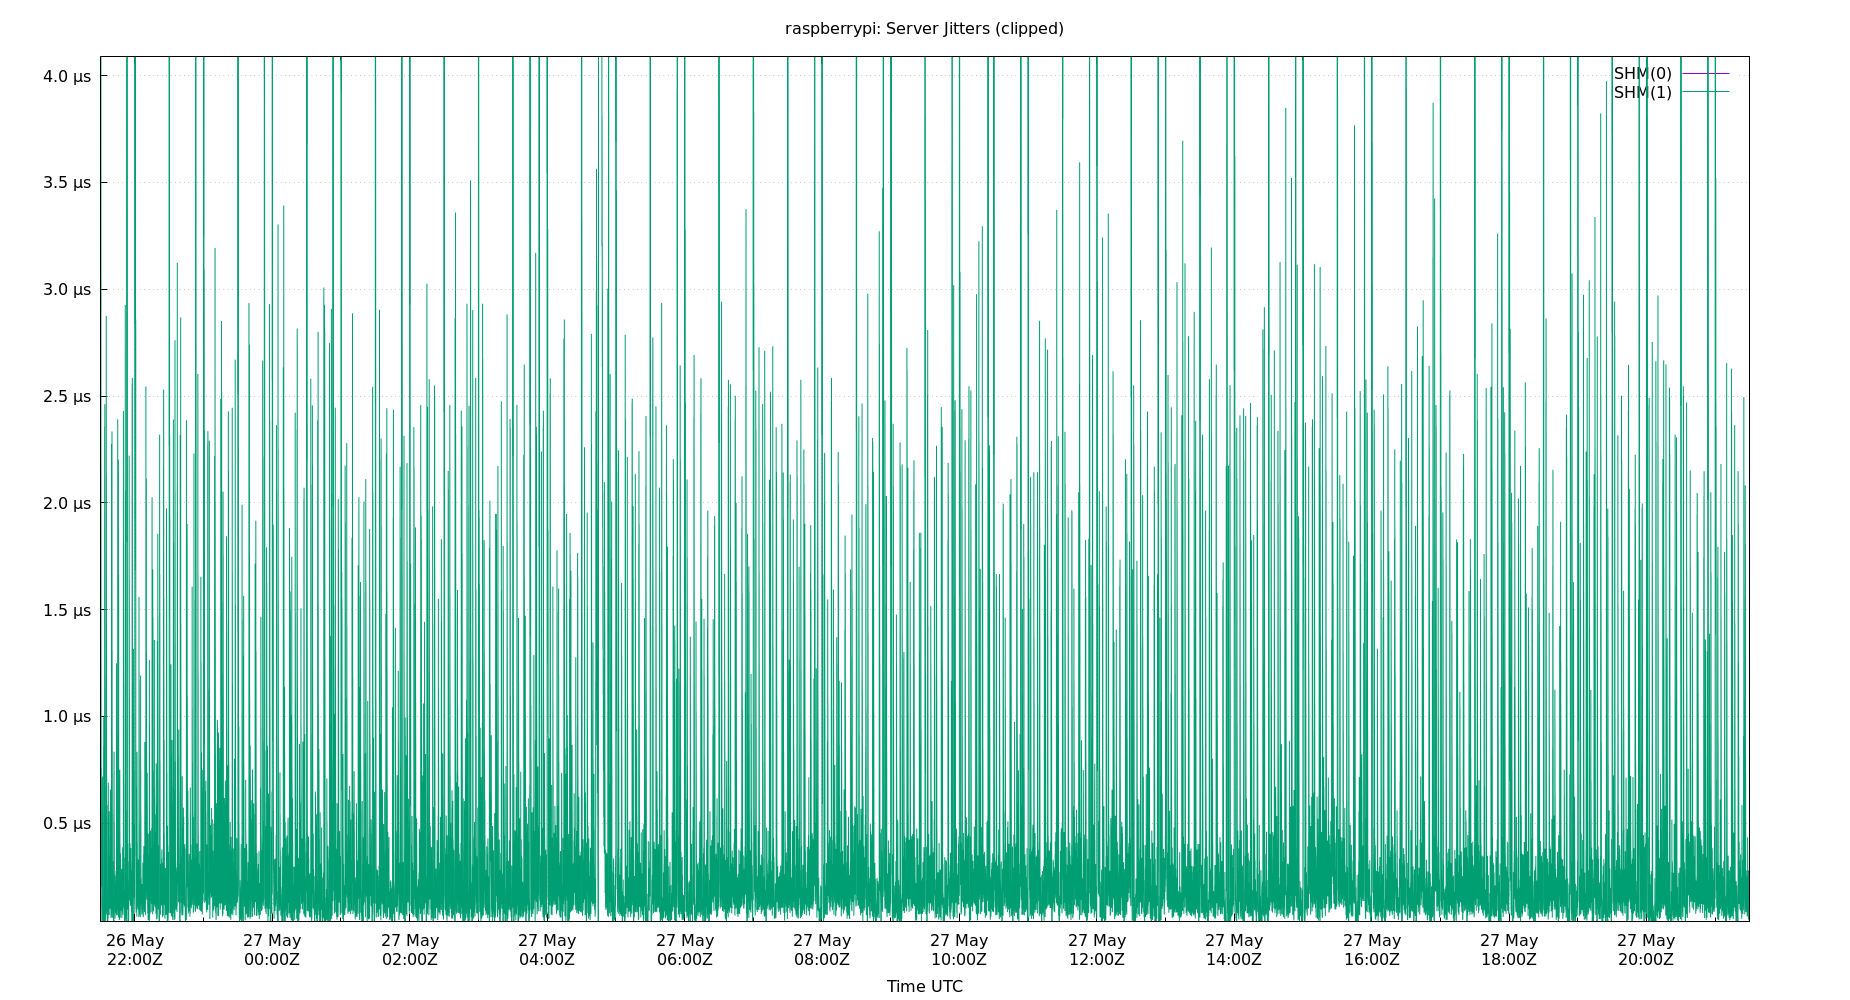 raspberrypi: Server Jitters (clipped)
4.0 µs
3.5 µs
3.0 µs
2.5 µs
2.0 µs
1.5 µs
1.0 µs
0.5 µs
SHM(0)
SHM(1)
26 May 22:00Z
27 May 00:00Z
27 May 02:00Z
27 May 04:00Z
27 May 06:00Z
27 May 08:00Z
27 May 10:00Z
27 May 12:00Z
27 May 14:00Z
27 May 16:00Z
27 May 18:00Z
27 May 20:00Z
Time UTC